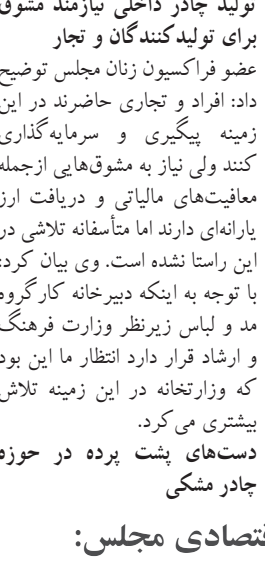 تولید چادر داخلی نیازمند مشوق
برای تولیدکنندگان و تجار
عضو فراکسیون زنان مجلس توضیح
داد: افراد و تجاری حاضرند در این
زمینه پیگیری و سرمایه‌گذاری
کنند ولی نیاز به مشوق‌هایی ازجمله
معافیت‌های مالیاتی و دریافت ارز
یارانه‌ای دارند اما متأسفانه تلاشی در
این راستا نشده است. وی بیان کرد:
با توجه به اینکه دبیرخانه کارگروه
مد و لباس زیرنظر وزارت فرهنگ
و ارشاد قرار دارد انتظار ما این بود
که وزارتخانه در این زمینه تلاش
بیشتری می‌کرد.
دست‌های پشت پرده در حوزه
چادر مشکی
قتصادی مجلس: